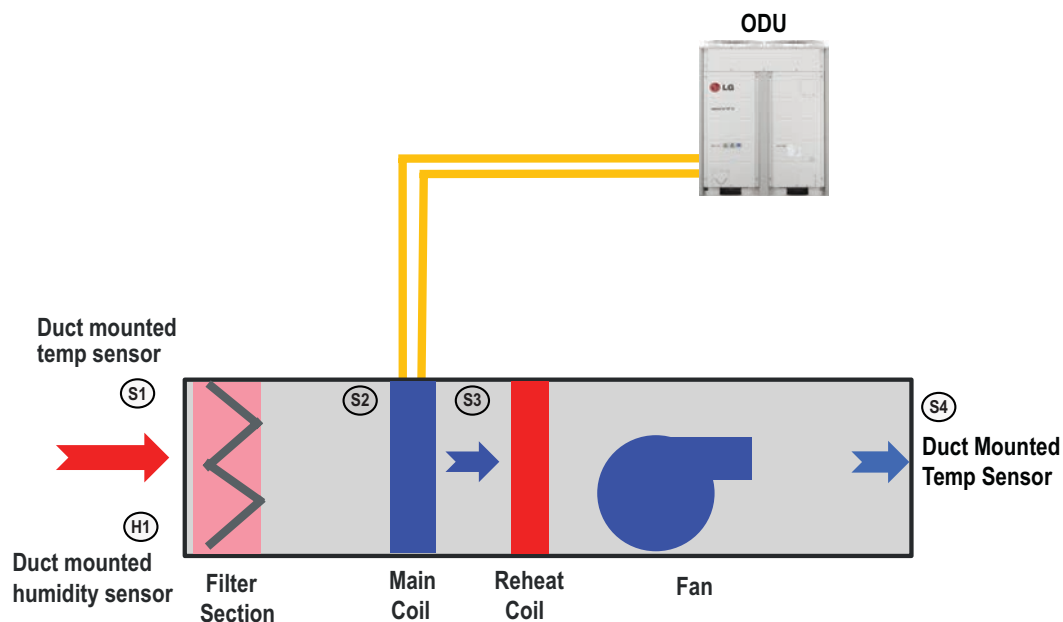 ODU
LG
Duct mounted
temp sensor
S1
S2
S3
S4
Duct Mounted
Temp Sensor
H1
Duct mounted
humidity sensor
Filter
Section
Main
Coil
Reheat
Coil
Fan